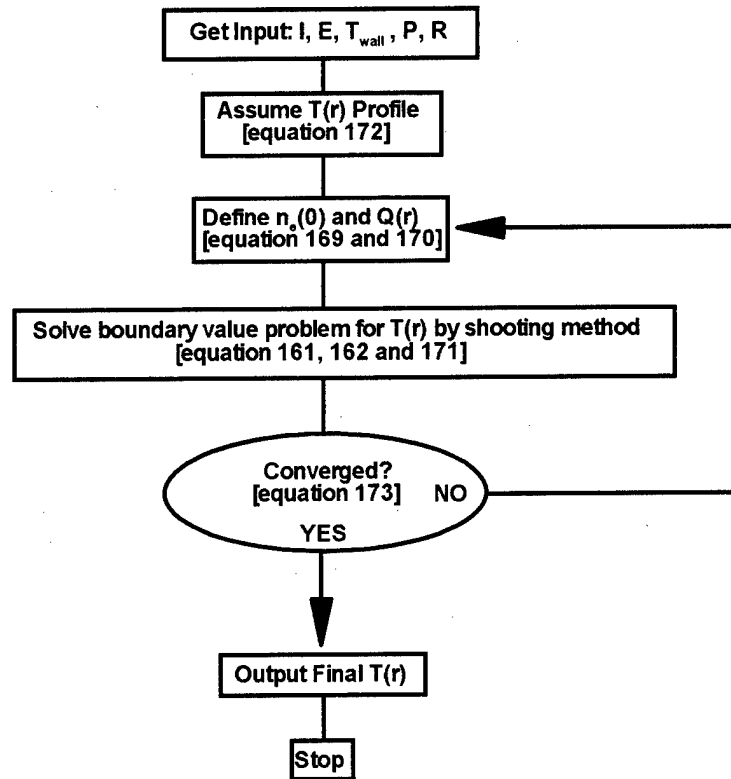 Get Input: I, E, T_wall , P, R
Assume T(r) Profile
[equation 172]
Define n_e(0) and Q(r)
[equation 169 and 170]
Solve boundary value problem for T(r) by shooting method
[equation 161, 162 and 171]
Converged?
[equation 173]
NO
YES
Output Final T(r)
Stop